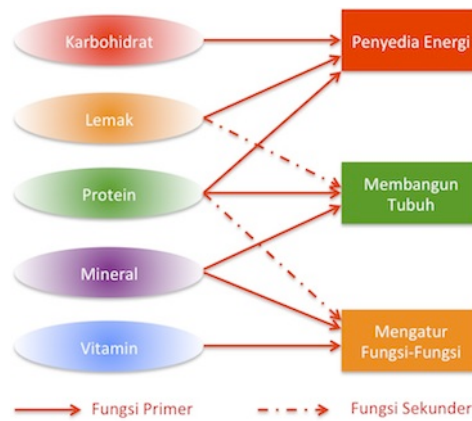 Karbohidrat
Penyedia Energi
Lemak
Protein
Membangun
Tubuh
Mineral
Vitamin
Mengatur
Fungsi-Fungsi
Fungsi Primer
Fungsi Sekunder